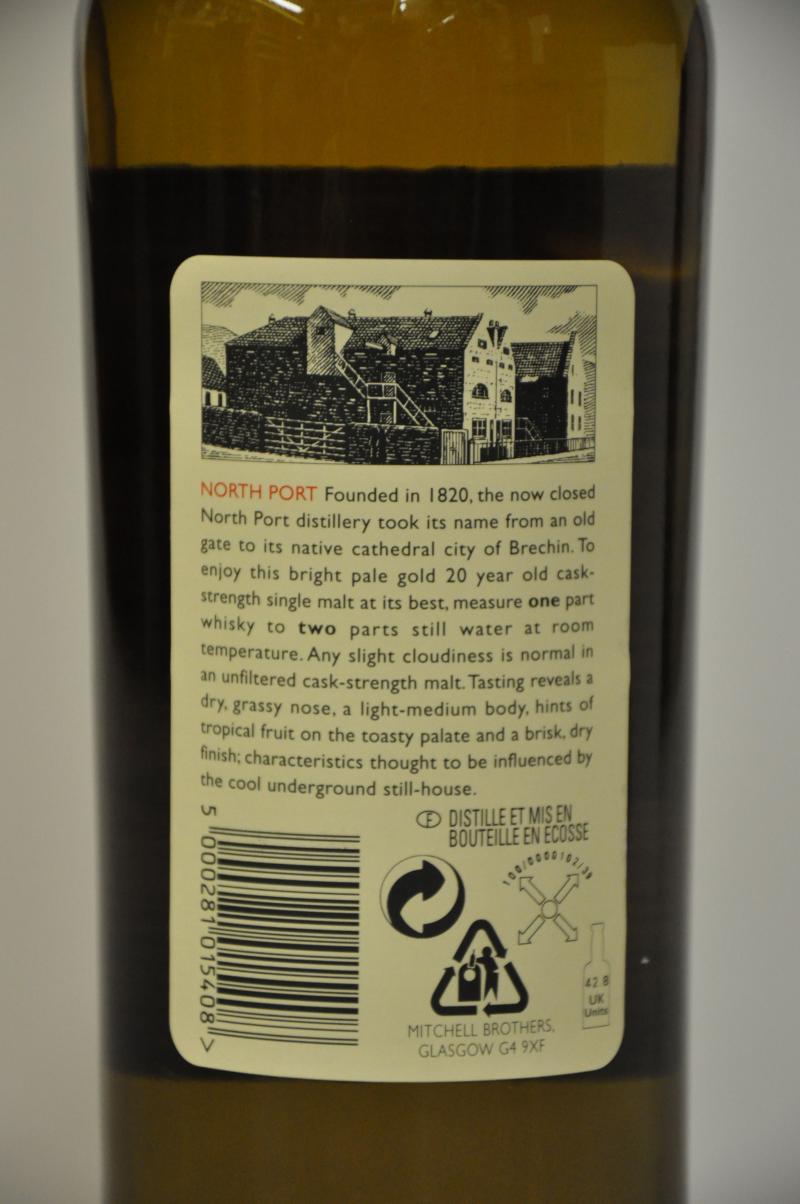 NORTH PORT Founded in 1820, the now closed
North Port distillery took its name from an old
gate to its native cathedral city of Brechin. To
enjoy this bright pale gold 20 year old cask-
strength single malt at its best, measure one part
whisky to two parts still water at room
temperature. Any slight cloudiness is normal in
an unfiltered cask-strength malt. Tasting reveals a
dry, grassy nose, a light-medium body, hints of
tropical fruit on the toasty palate and a brisk, dry
finish; characteristics thought to be influenced by
the cool underground still-house.
F DISTILLE ET MIS EN
BOUTEILLE EN ECOSSE
100/0000102/39
5 000281 015408 >
42.8
UK
Units
MITCHELL BROTHERS,
GLASGOW G4 9XF